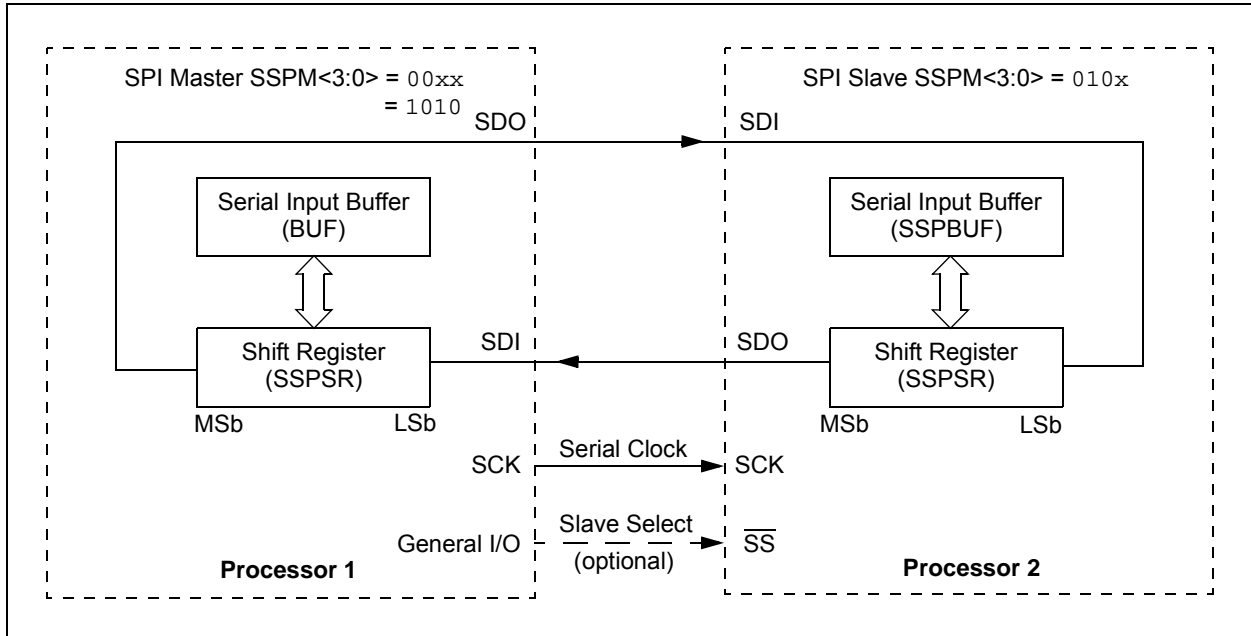 SPI Master SSPM<3:0> = 00xx
= 1010
SDO
Serial Input Buffer
(BUF)
SDI
Shift Register
(SSPSR)
MSb
LSb
SCK
General I/O
Processor 1
Serial Clock
Slave Select
(optional)
SPI Slave SSPM<3:0> = 010x
SDI
Serial Input Buffer
(SSPBUF)
SDO
Shift Register
(SSPSR)
MSb
LSb
SCK
SS
Processor 2